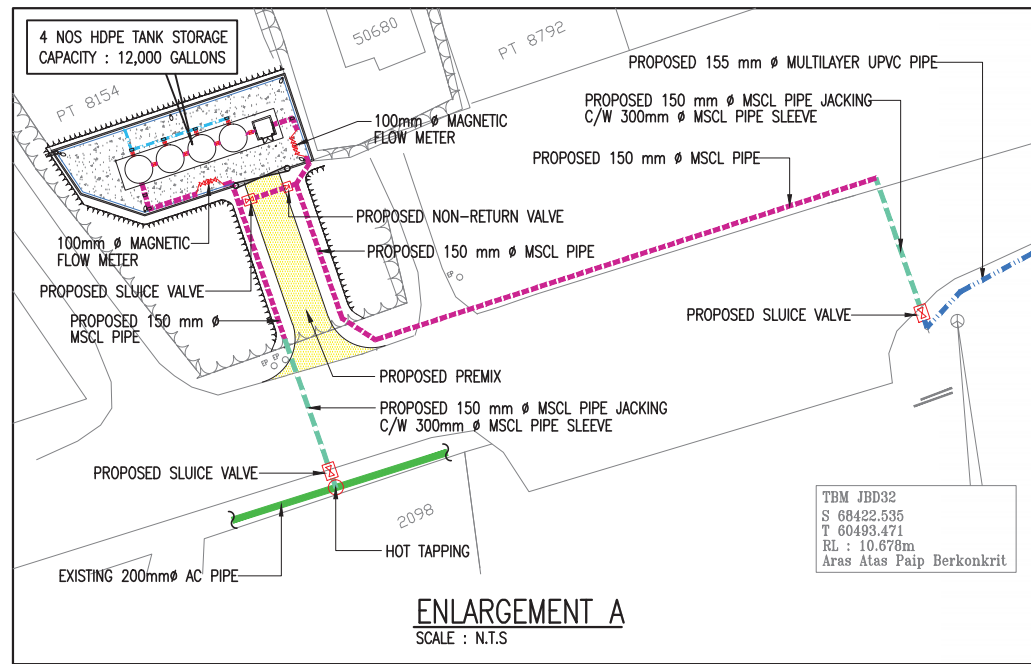 4 NOS HDPE TANK STORAGE
CAPACITY : 12,000 GALLONS
50680
PT 8792
PT 8154
PROPOSED 155 mm ø MULTILAYER UPVC PIPE
PROPOSED 150 mm ø MSCL PIPE JACKING
C/W 300mm ø MSCL PIPE SLEEVE
100mm ø MAGNETIC
FLOW METER
PROPOSED 150 mm ø MSCL PIPE
PROPOSED NON-RETURN VALVE
100mm ø MAGNETIC
FLOW METER
PROPOSED 150 mm ø MSCL PIPE
EP
PROPOSED SLUICE VALVE
PROPOSED 150 mm ø
MSCL PIPE
PROPOSED SLUICE VALVE
EP EP
PROPOSED PREMIX
PROPOSED 150 mm ø MSCL PIPE JACKING
C/W 300mm ø MSCL PIPE SLEEVE
PROPOSED SLUICE VALVE
2098
HOT TAPPING
EXISTING 200mmø AC PIPE
TBM JBD32
S 68422.535
T 60493.471
RL : 10.678m
Aras Atas Paip Berkonkrit
ENLARGEMENT A
SCALE : N.T.S